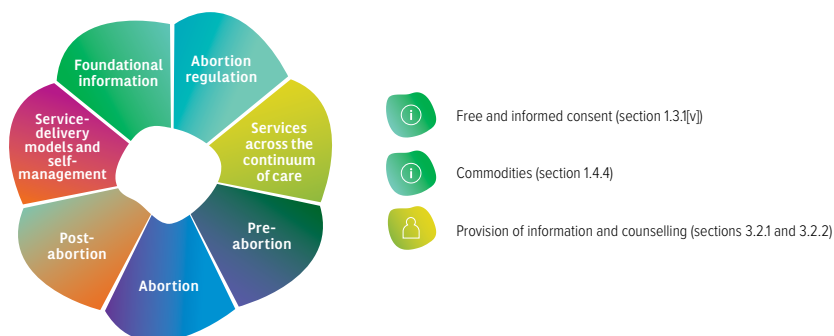 Foundational
information
Abortion
regulation
Services
across the
continuum
of care
Pre-
abortion
Abortion
Post-
abortion
Service-
delivery
models and
self-
management
Free and informed consent (section 1.3.1[v])
Commodities (section 1.4.4)
Provision of information and counselling (sections 3.2.1 and 3.2.2)